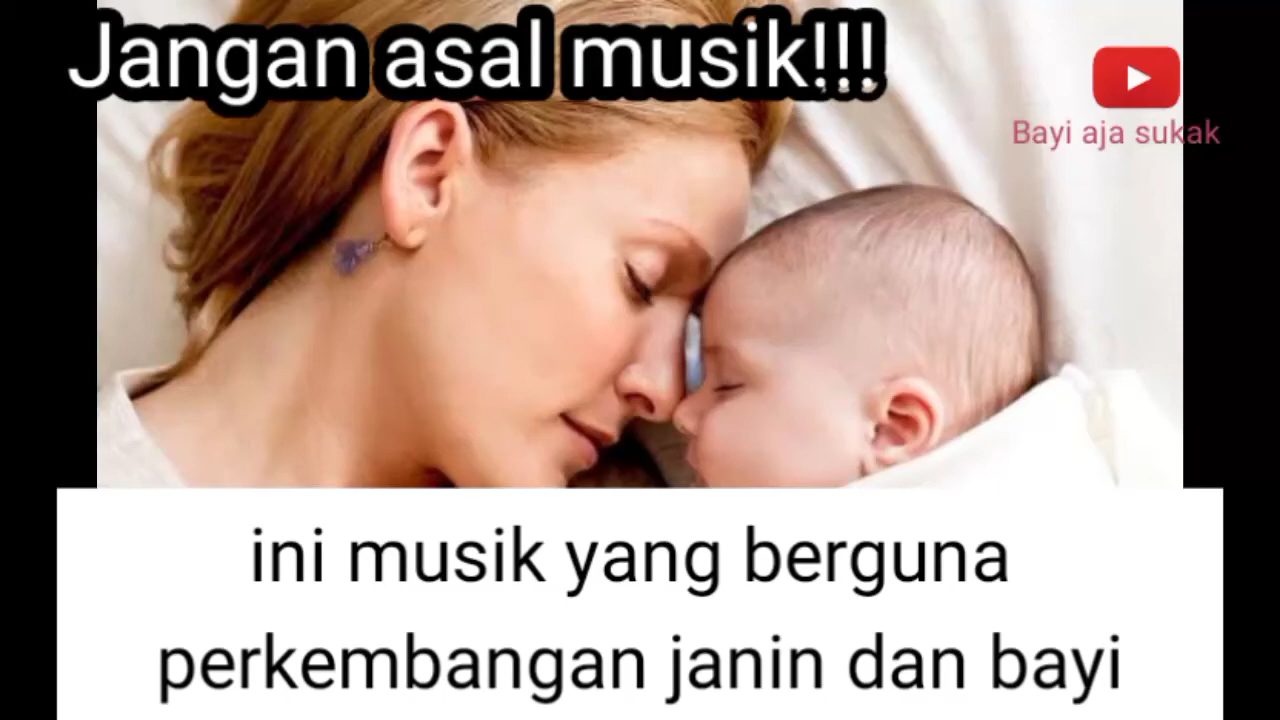 Jangan asal musik!!!
Bayi aja sukak
ini musik yang berguna
perkembangan janin dan bayi